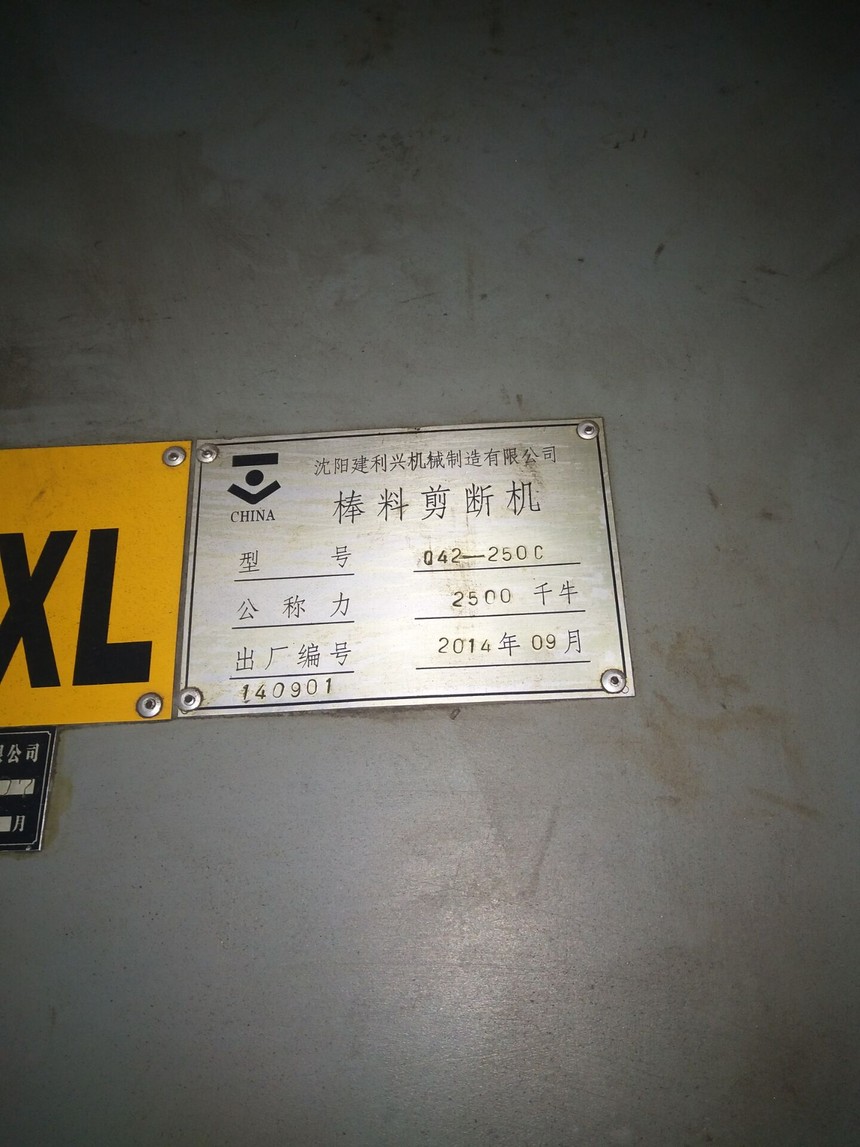 XL
沈阳建利兴机械制造有限公司
CHINA
棒料剪断机
型 号 Q42—250C
公 称 力 2500 千牛
出厂编号 2014年09月
140901
公司
月